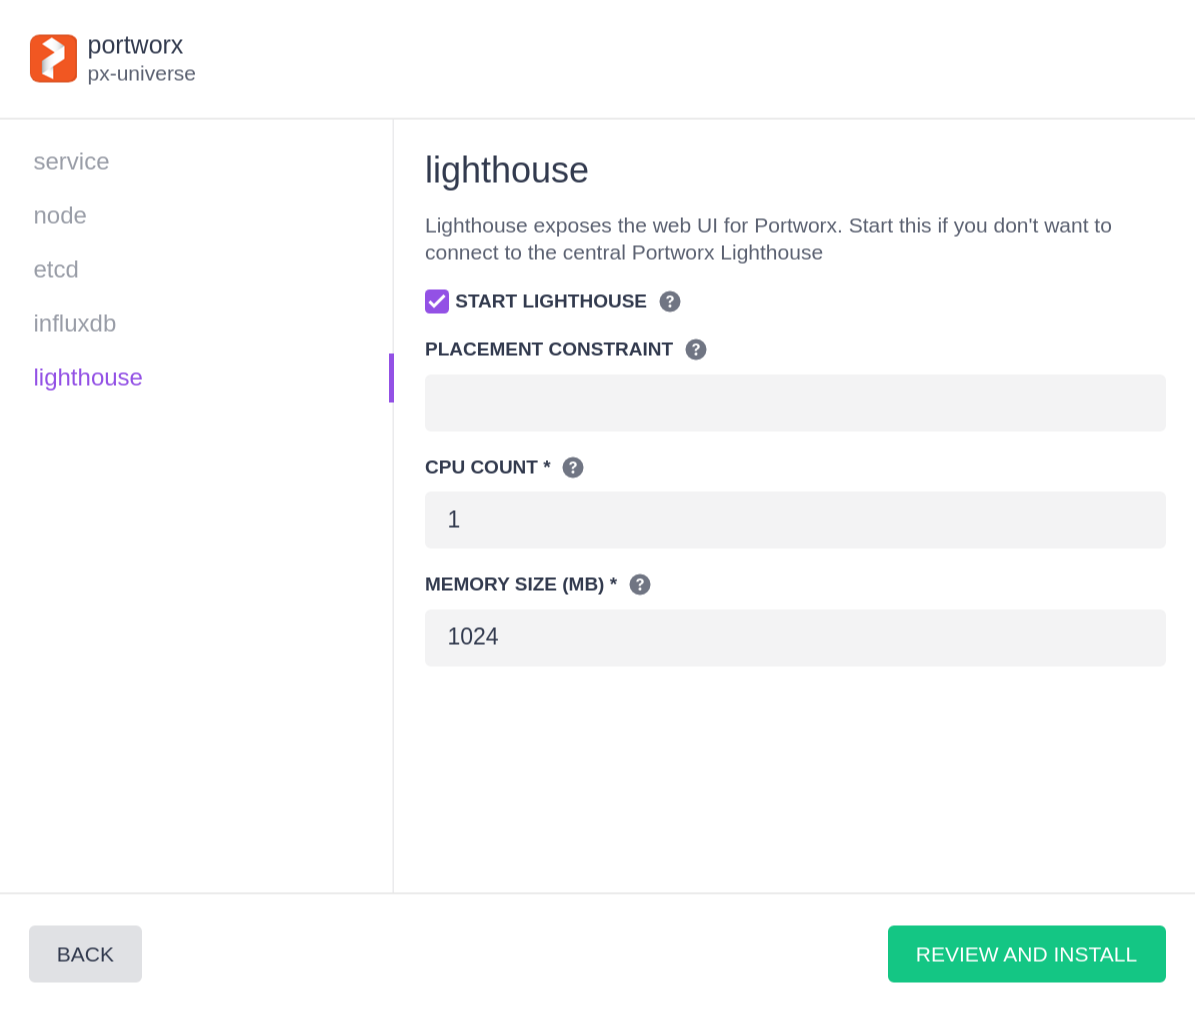 portworx
px-universe
service
node
etcd
influxdb
lighthouse
lighthouse
Lighthouse exposes the web UI for Portworx. Start this if you don't want to
connect to the central Portworx Lighthouse
START LIGHTHOUSE ?
PLACEMENT CONSTRAINT ?
CPU COUNT * ?
1
MEMORY SIZE (MB) * ?
1024
BACK
REVIEW AND INSTALL